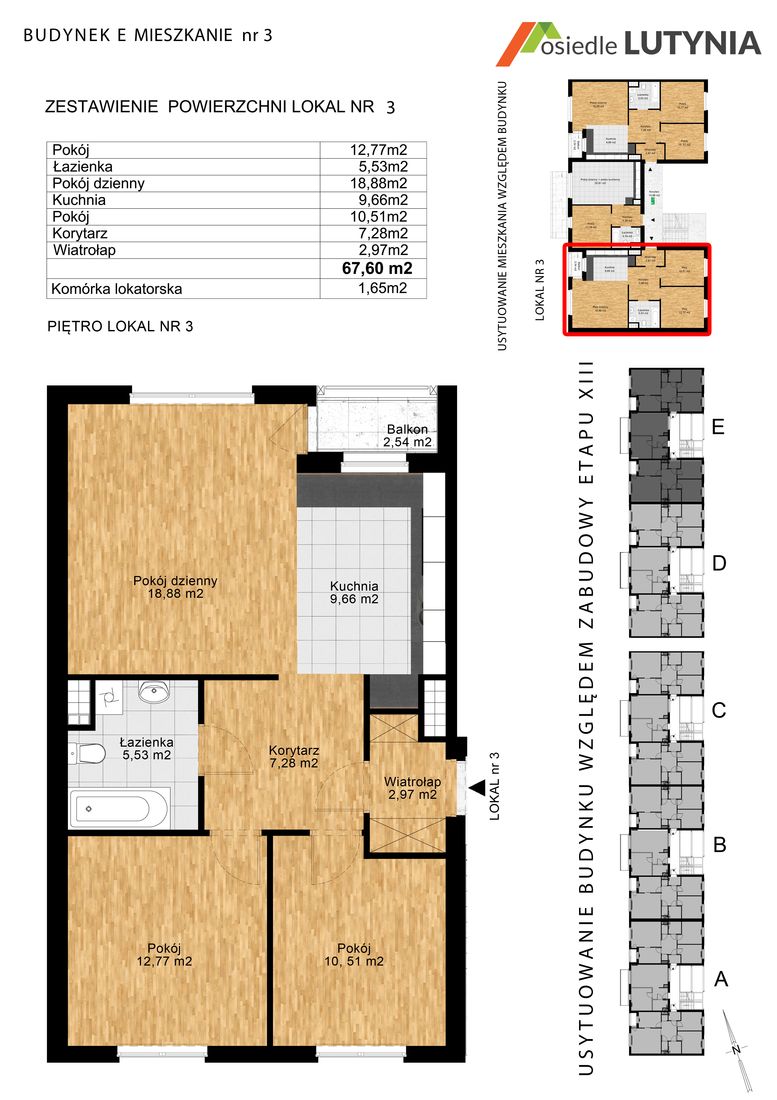 BUDYNEK E MIESZKANIE nr 3
osiedle LUTYNIA
ZESTAWIENIE POWIERZCHNI LOKAL NR 3
Pokój 12,77m2
Łazienka 5,53m2
Pokój dzienny 18,88m2
Kuchnia 9,66m2
Pokój 10,51m2
Korytarz 7,28m2
Wiatrołap 2,97m2
67,60 m2
Komórka lokatorska 1,65m2
PIĘTRO LOKAL NR 3
USYTUOWANIE MIESZKANIA WZGLĘDEM BUDYNKU
LOKAL NR 3
Balkon
2,54 m2
Pokój dzienny
18,88 m2
Kuchnia
9,66 m2
Łazienka
5,53 m2
Korytarz
7,28 m2
Wiatrołap
2,97 m2
LOKAL nr 3
Pokój
12,77 m2
Pokój
10, 51 m2
USYTUOWANIE BUDYNKU WZGLĘDEM ZABUDOWY ETAPU XIII
E
D
C
B
A
N